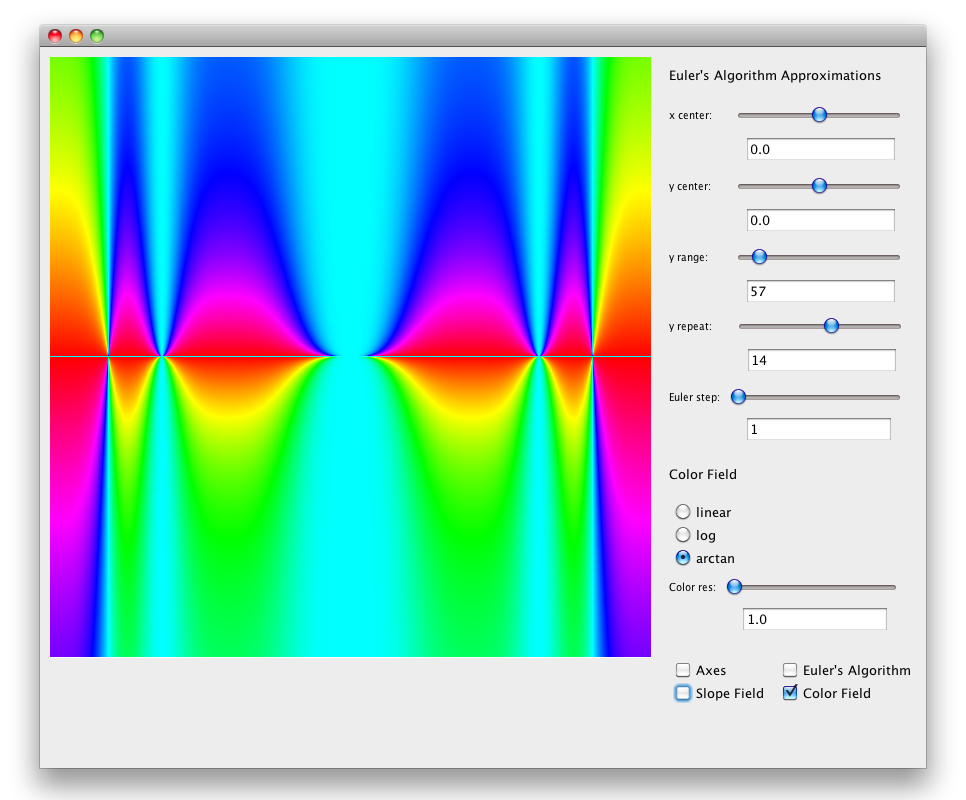 Euler's Algorithm Approximations
x center:
0.0
y center:
0.0
y range:
57
y repeat:
14
Euler step:
1
Color Field
linear
log
arctan
Color res:
1.0
Axes Euler's Algorithm
Slope Field Color Field